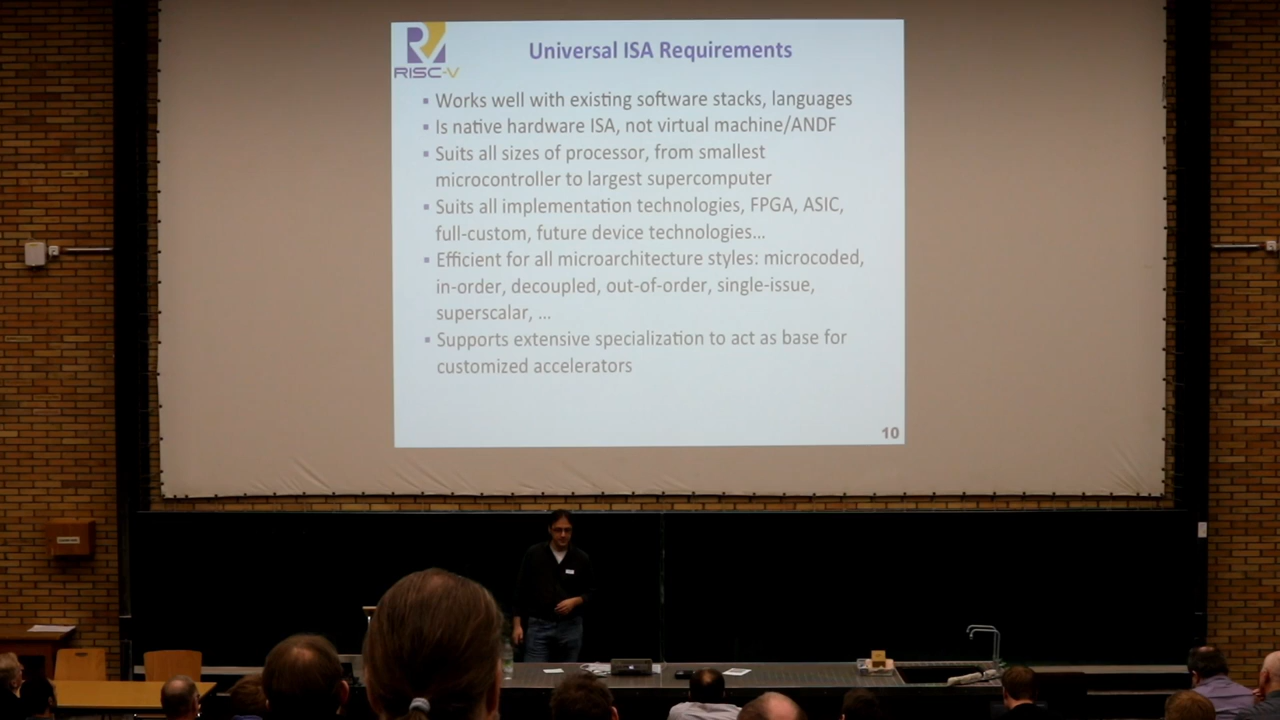 RISC-V
Universal ISA Requirements
▪ Works well with existing software stacks, languages
▪ Is native hardware ISA, not virtual machine/ANDF
▪ Suits all sizes of processor, from smallest
microcontroller to largest supercomputer
▪ Suits all implementation technologies, FPGA, ASIC,
full-custom, future device technologies…
▪ Efficient for all microarchitecture styles: microcoded,
in-order, decoupled, out-of-order, single-issue,
superscalar, …
▪ Supports extensive specialization to act as base for
customized accelerators
10